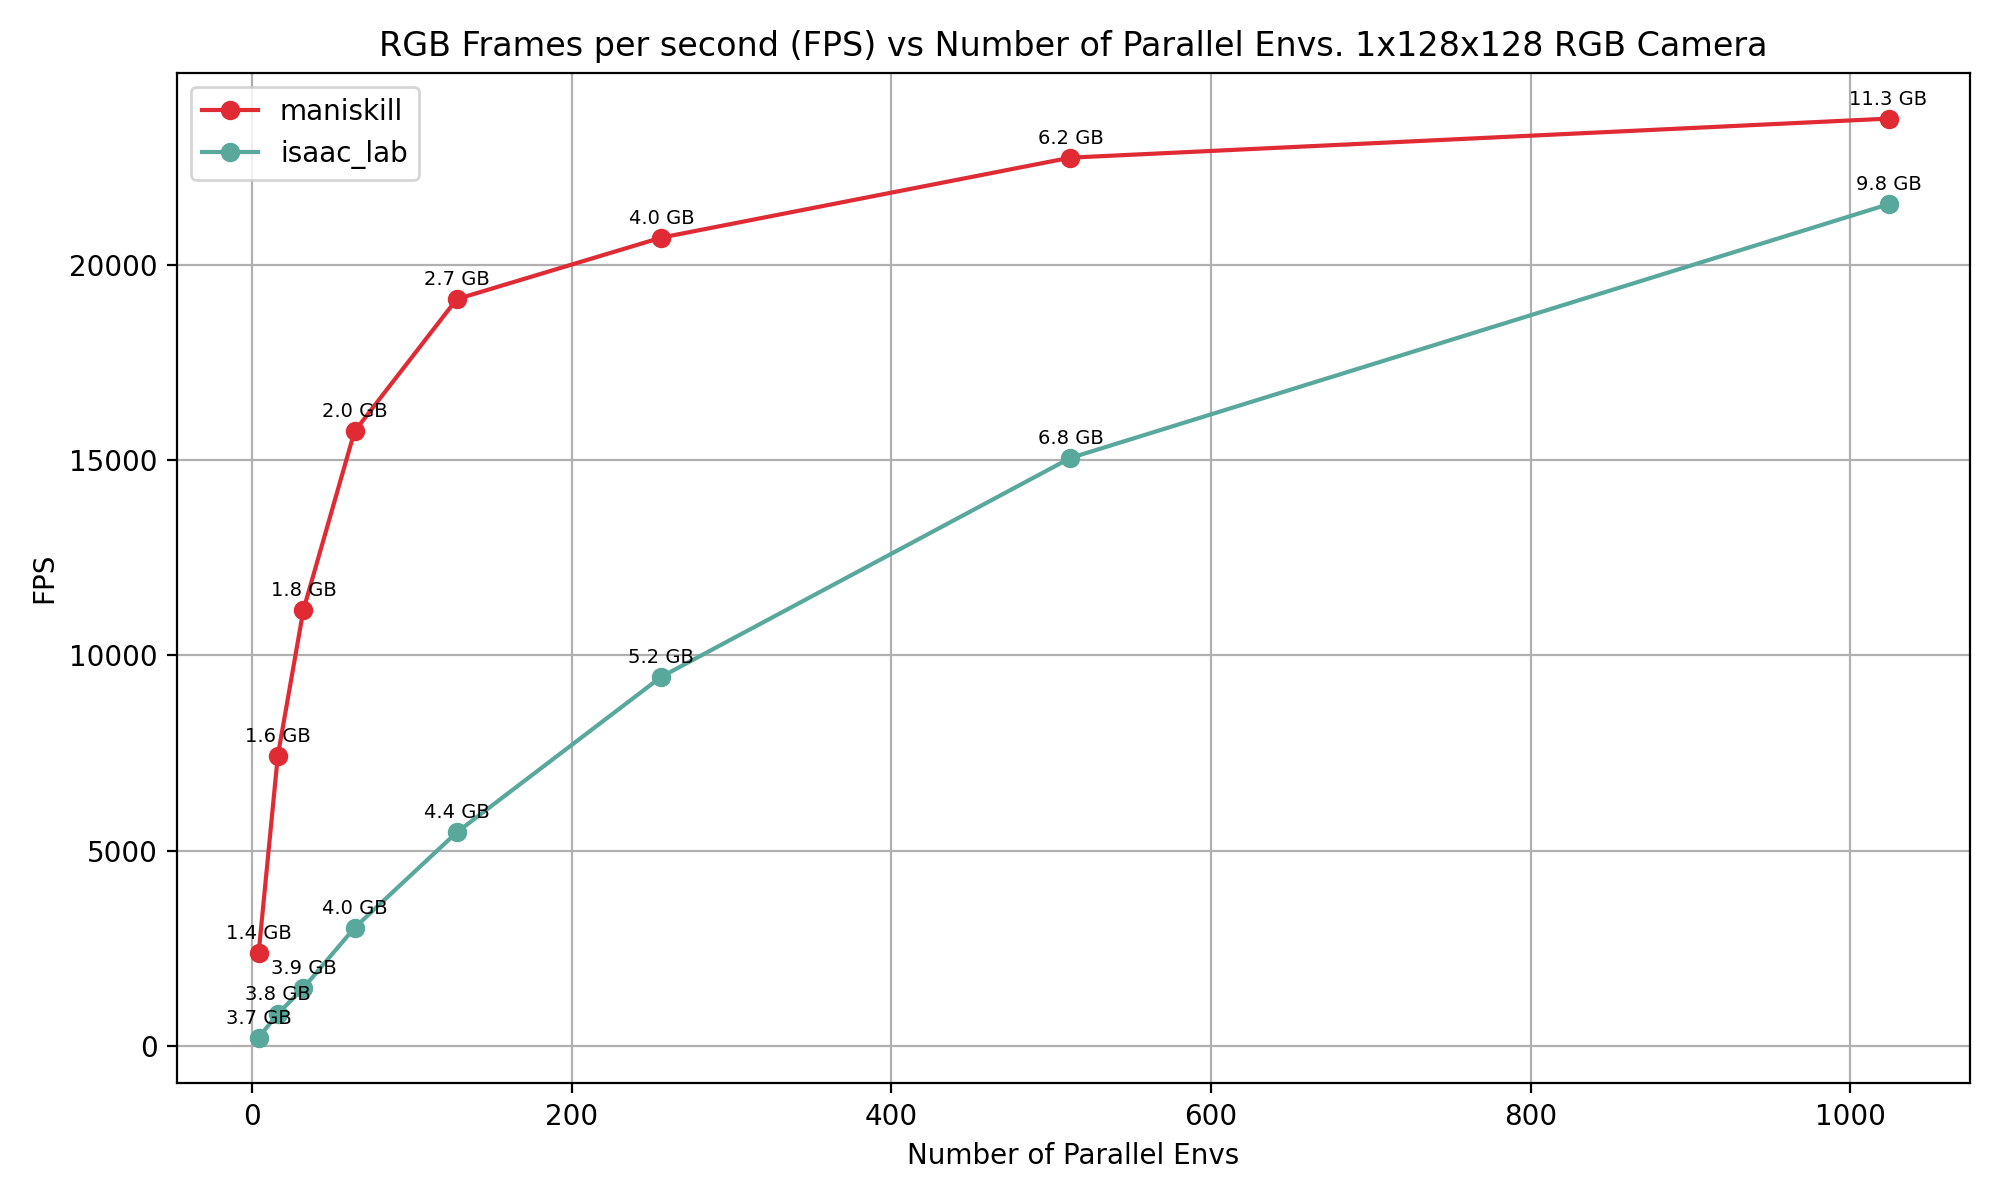 RGB Frames per second (FPS) vs Number of Parallel Envs. 1x128x128 RGB Camera
maniskill
isaac_lab
11.3 GB
6.2 GB
9.8 GB
4.0 GB
20000
2.7 GB
2.0 GB
15000
6.8 GB
1.8 GB
FPS
10000
5.2 GB
1.6 GB
5000
4.4 GB
4.0 GB
1.4 GB
3.9 GB
3.8 GB
3.7 GB
0
0 200 400 600 800 1000
Number of Parallel Envs